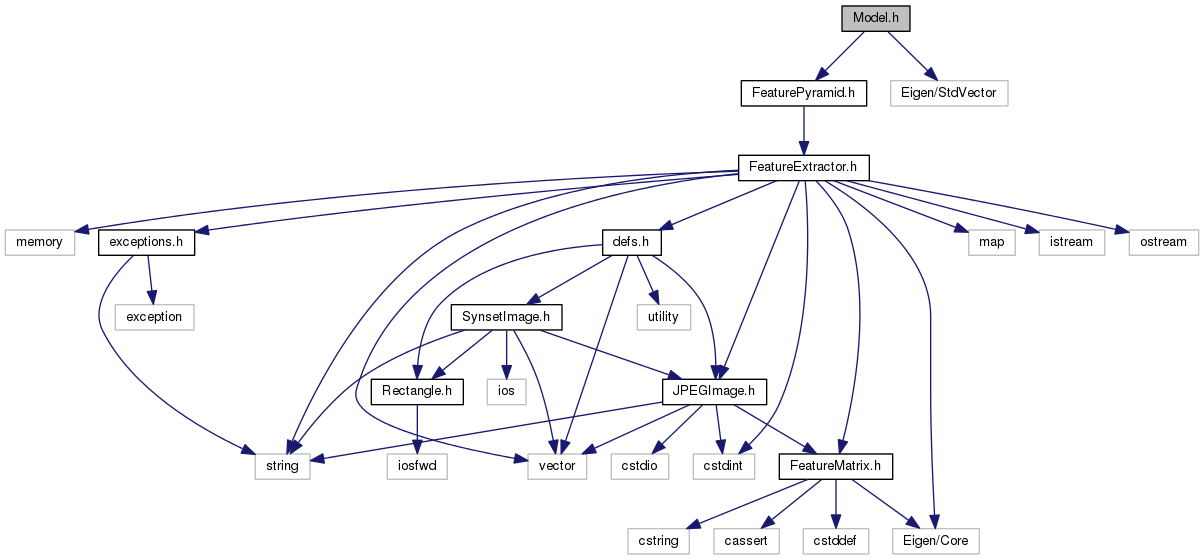 Model.h
FeaturePyramid.h
Eigen/StdVector
FeatureExtractor.h
memory
exceptions.h
defs.h
map
istream
ostream
exception
SynsetImage.h
utility
Rectangle.h
ios
JPEGImage.h
string
iosfwd
vector
cstdio
cstdint
FeatureMatrix.h
cstring
cassert
cstddef
Eigen/Core